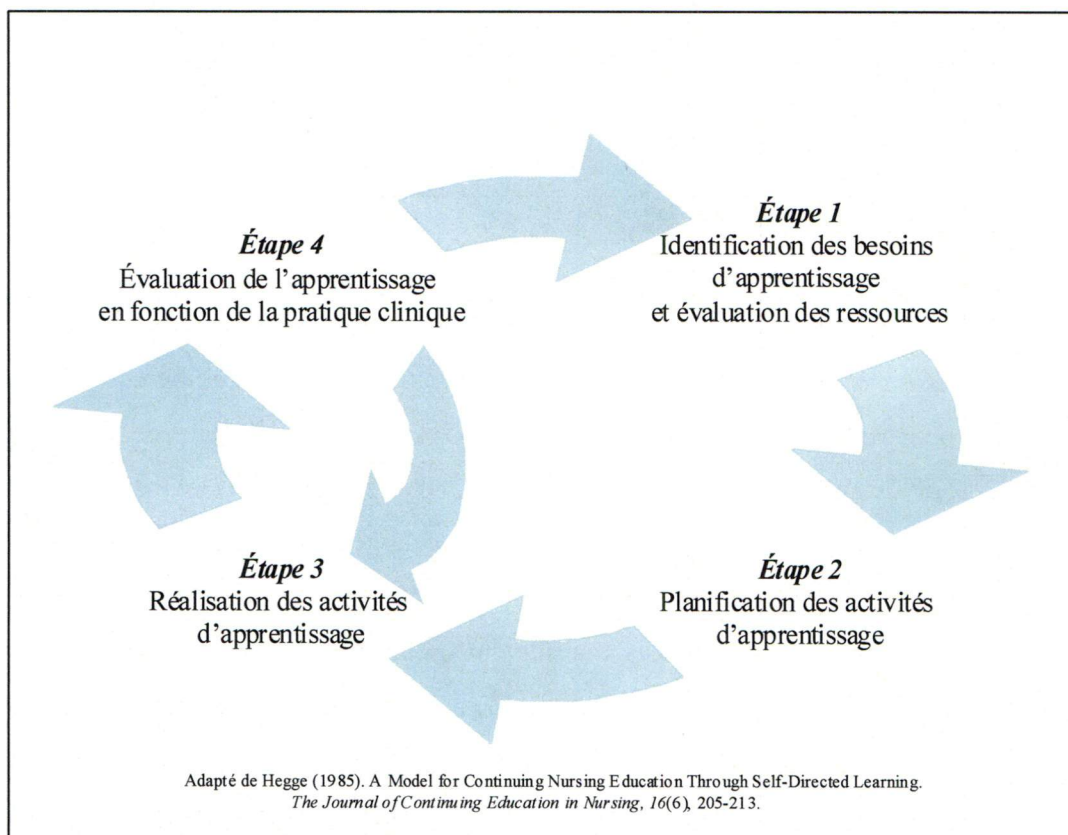 Étape 1
Identification des besoins
d'apprentissage
et évaluation des ressources
Étape 2
Planification des activités
d'apprentissage
Étape 3
Réalisation des activités
d'apprentissage
Étape 4
Évaluation de l'apprentissage
en fonction de la pratique clinique
Adapté de Hegge (1985). A Model for Continuing Nursing Education Through Self-Directed Learning.
The Journal of Continuing Education in Nursing, 16(6), 205-213.